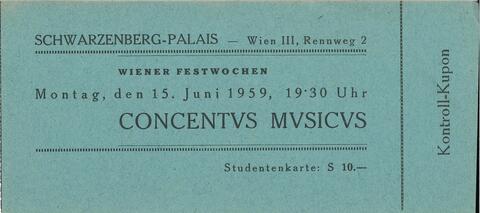 SCHWARZENBERG-PALAIS — Wien III, Rennweg 2
WIENER FESTWOCHEN
Montag, den 15. Juni 1959, 19·30 Uhr
CONCENTVS MVSICVS
Studentenkarte: S 10.—
Kontroll-Kupon